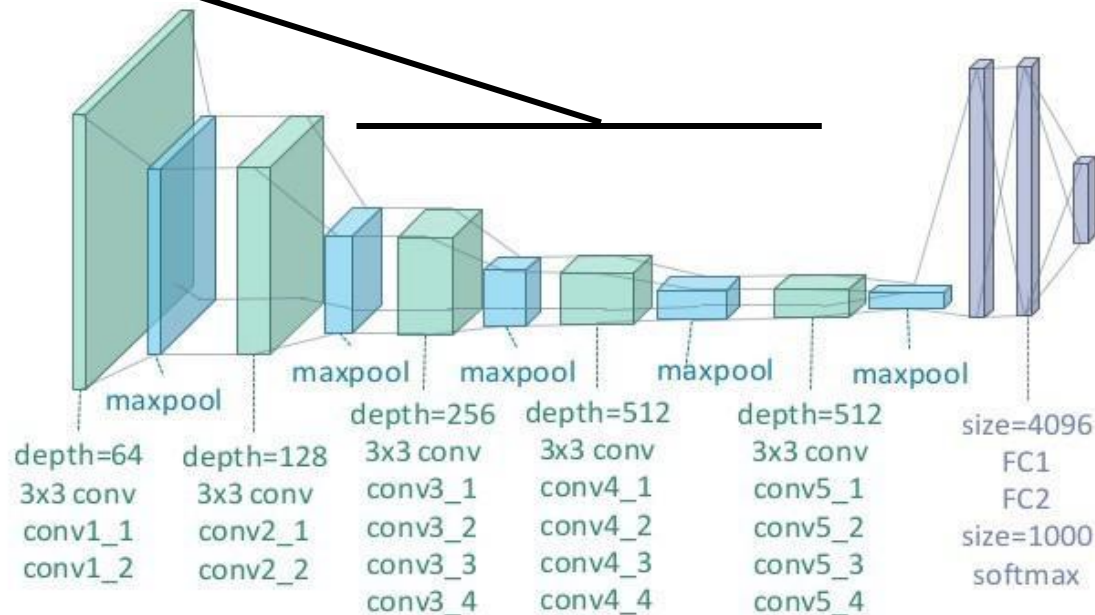 maxpool
maxpool
maxpool
maxpool
maxpool
depth=64
3x3 conv
conv1_1
conv1_2
depth=128
3x3 conv
conv2_1
conv2_2
depth=256
3x3 conv
conv3_1
conv3_2
conv3_3
conv3_4
depth=512
3x3 conv
conv4_1
conv4_2
conv4_3
conv4_4
depth=512
3x3 conv
conv5_1
conv5_2
conv5_3
conv5_4
size=4096
FC1
FC2
size=1000
softmax